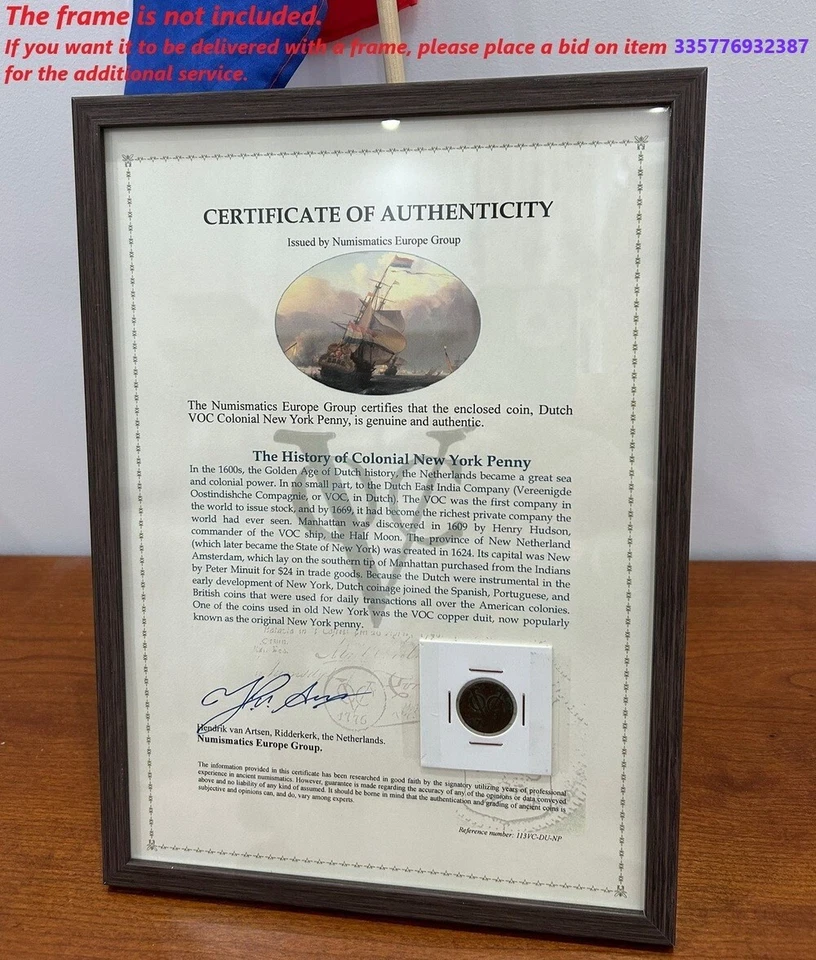 The frame is not included.
If you want it to be delivered with a frame, please place a bid on item 335776932387
for the additional service.
CERTIFICATE OF AUTHENTICITY
Issued by Numismatics Europe Group
The Numismatics Europe Group certifies that the enclosed coin, Dutch
VOC Colonial New York Penny, is genuine and authentic.
The History of Colonial New York Penny
In the 1600s, the Golden Age of Dutch history, the Netherlands became a great sea
and colonial power. In no small part, to the Dutch East India Company (Vereenigde
Oostindishche Compagnie, or VOC, in Dutch). The VOC was the first company in
the world to issue stock, and by 1669, it had become the richest private company the
world had ever seen. Manhattan was discovered in 1609 by Henry Hudson,
commander of the VOC ship, the Half Moon. The province of New Netherland
(which later became the State of New York) was created in 1624. Its capital was New
Amsterdam, which lay on the southern tip of Manhattan purchased from the Indians
by Peter Minuit for $24 in trade goods. Because the Dutch were instrumental in the
early development of New York, Dutch coinage joined the Spanish, Portuguese, and
British coins that were used for daily transactions all over the American colonies.
One of the coins used in old New York was the VOC copper duit, now popularly
known as the original New York penny.
1776
Hendrik van Artsen, Ridderkerk, the Netherlands.
Numismatics Europe Group.
The information provided in this certificate has been researched in good faith by the signatory utilizing years of professional
experience in ancient numismatics. However, guarantee is made regarding the accuracy of any of the opinions or data conveyed
above and no liability of any kind of assumed. It should be borne in mind that the authentication and grading of ancient coins is
subjective and opinions can, and do, vary among experts.
Reference number: 113VC-DU-NP